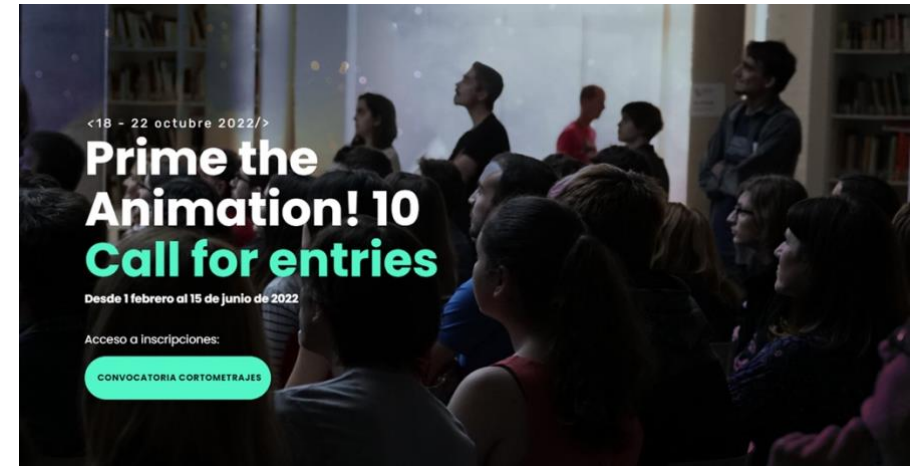 <18 - 22 octubre 2022/>
Prime the
Animation! 10
Call for entries
Desde 1 febrero al 15 de junio de 2022
Acceso a inscripciones:
CONVOCATORIA CORTOMETRAJES